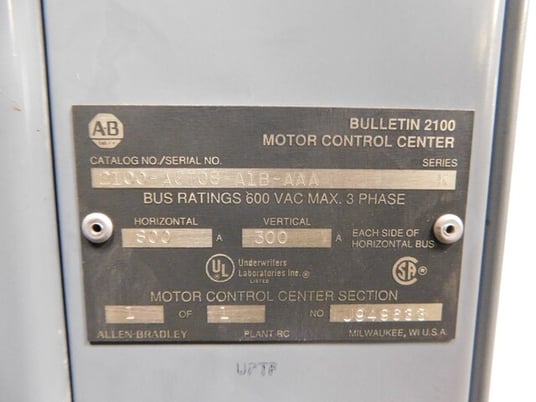 A-B
BULLETIN 2100
MOTOR CONTROL CENTER
CATALOG NO./SERIAL NO. SERIES
BUS RATINGS 600 VAC MAX. 3 PHASE
HORIZONTAL VERTICAL
A 300 A EACH SIDE OF HORIZONTAL BUS
UL Underwriters Laboratories Inc.® LISTED
MOTOR CONTROL CENTER SECTION
1 OF 1 NO.
ALLEN-BRADLEY PLANT-RC MILWAUKEE, WI U.S.A.